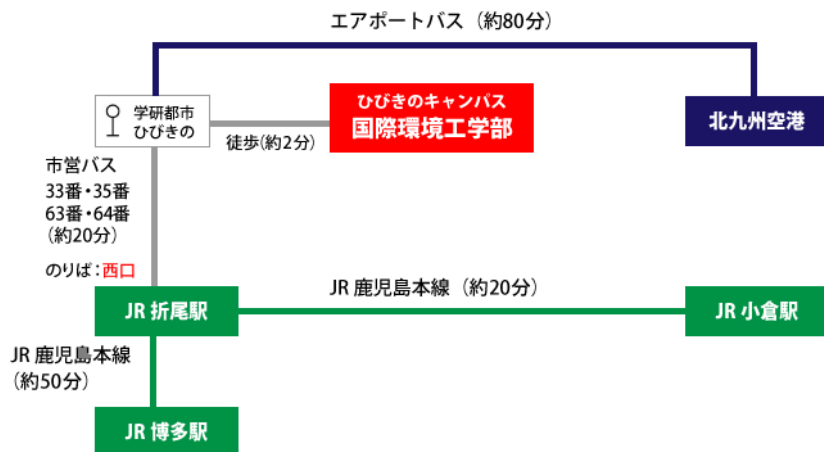 エアポートバス（約80分）
学研都市
ひびきの
徒歩(約2分)
ひびきのキャンパス
国際環境工学部
北九州空港
市営バス
33番・35番
63番・64番
(約20分)
のりば：西口
JR 折尾駅
JR 鹿児島本線（約20分）
JR 小倉駅
JR 鹿児島本線
（約50分）
JR 博多駅